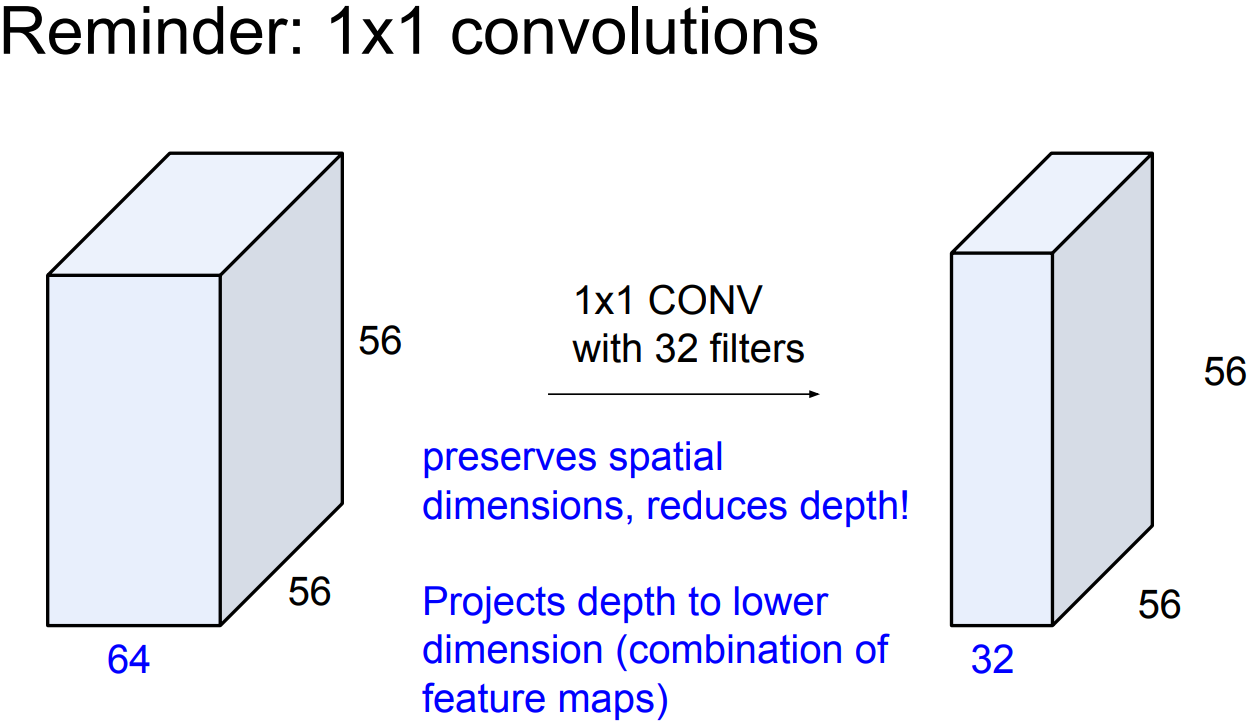 Reminder: 1x1 convolutions
56
56
64
1x1 CONV
with 32 filters
preserves spatial
dimensions, reduces depth!
Projects depth to lower
dimension (combination of
feature maps)
56
56
32